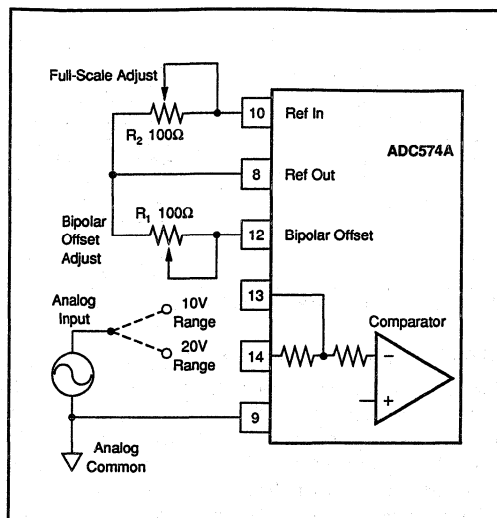 Full-Scale Adjust
R2 100Ω
10
Ref In
ADC574A
8
Ref Out
R1 100Ω
Bipolar
Offset
Adjust
12
Bipolar Offset
13
Analog
Input
10V
Range
20V
Range
14
Comparator
−
+
9
Analog
Common